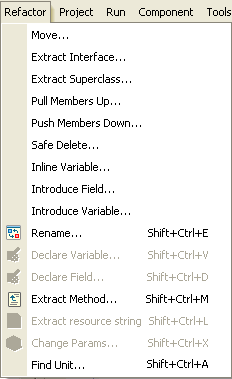 Refactor Project Run Component Tools
Move...
Extract Interface...
Extract Superclass...
Pull Members Up...
Push Members Down...
Safe Delete...
Inline Variable...
Introduce Field...
Introduce Variable...
Rename... Shift+Ctrl+E
Declare Variable... Shift+Ctrl+V
Declare Field... Shift+Ctrl+D
Extract Method... Shift+Ctrl+M
Extract resource string Shift+Ctrl+L
Change Params... Shift+Ctrl+X
Find Unit... Shift+Ctrl+A